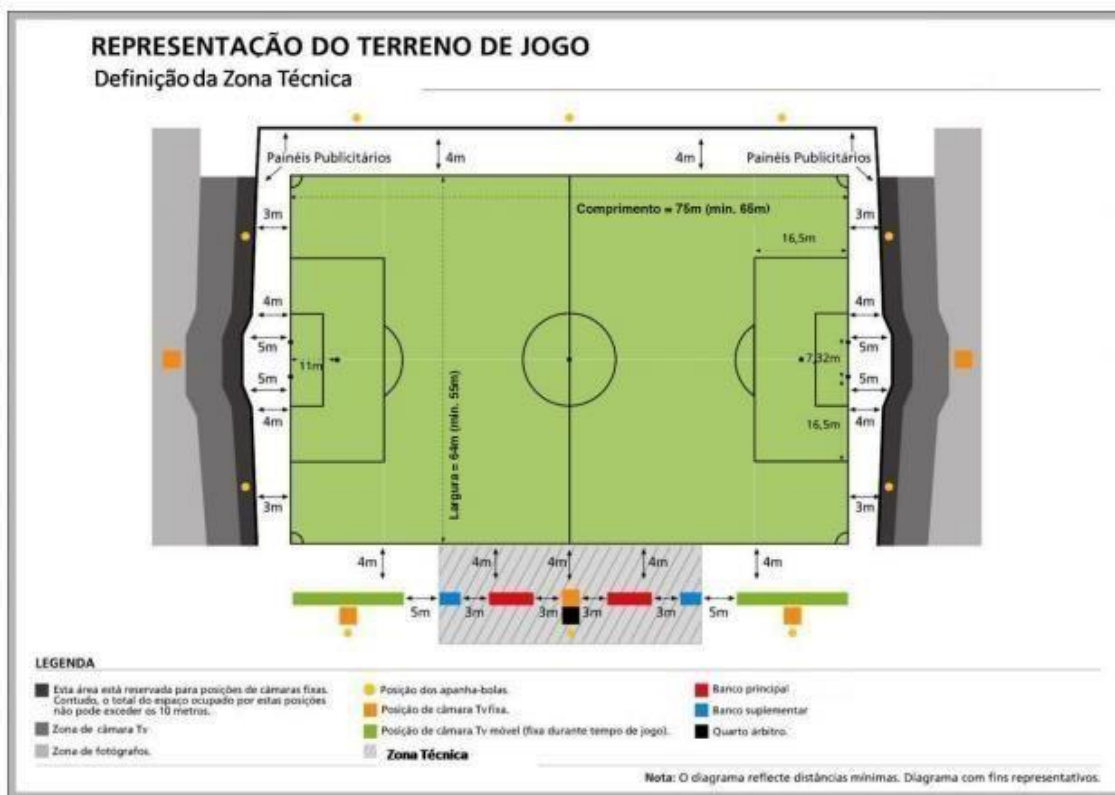 REPRESENTAÇÃO DO TERRENO DE JOGO
Definição da Zona Técnica
Painéis Publicitários
4m
4m
Painéis Publicitários
Comprimento = 75m (min. 65m)
3m
3m
16,5m
4m
4m
5m
5m
11m
7,32m
5m
5m
4m
4m
16,5m
Largura = 64m (min. 55m)
3m
3m
4m
4m
4m
4m
4m
5m
3m
3m
3m
3m
5m
LEGENDA
Esta área está reservada para posições de câmaras fixas.
Contudo, o total do espaço ocupado por estas posições
não pode exceder os 10 metros.
Zona de câmara Tv
Zona de fotógrafos.
Posição dos apanha-bolas.
Posição de câmara Tv fixa.
Posição de câmara Tv móvel (fixa durante tempo de jogo).
Zona Técnica
Banco principal
Banco suplementar
Quarto árbitro.
Nota: O diagrama reflecte distâncias mínimas. Diagrama com fins representativos.